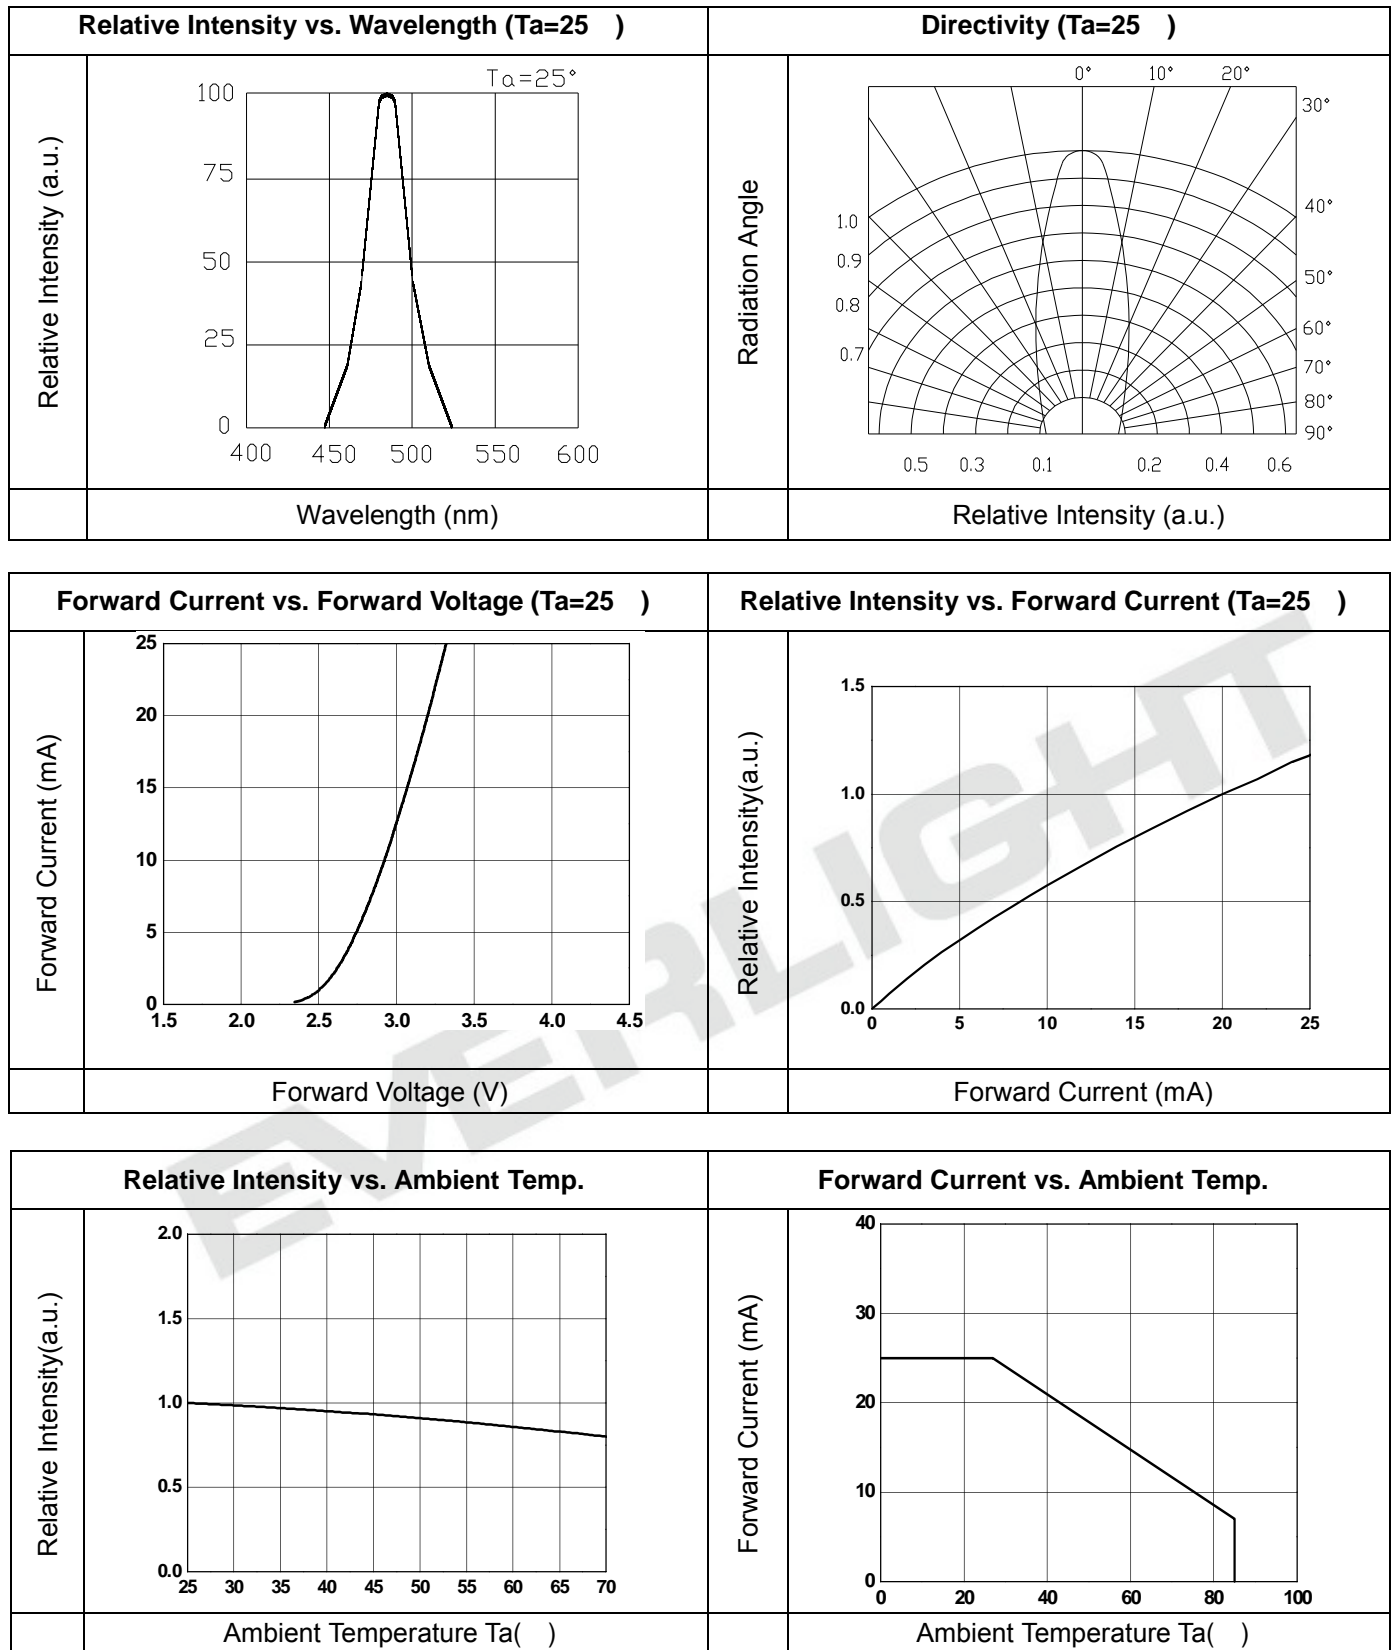 Relative Intensity vs. Wavelength (Ta=25 )
Directivity (Ta=25 )
Relative Intensity (a.u.)
Ta=25°
100
75
50
25
0
400 450 500 550 600
Wavelength (nm)
Radiation Angle
0° 10° 20°
30°
40°
50°
60°
70°
80°
90°
1.0
0.9
0.8
0.7
0.5 0.3 0.1 0.2 0.4 0.6
Relative Intensity (a.u.)
Forward Current vs. Forward Voltage (Ta=25 )
Relative Intensity vs. Forward Current (Ta=25 )
Forward Current (mA)
25
20
15
10
5
0
1.5 2.0 2.5 3.0 3.5 4.0 4.5
Forward Voltage (V)
Relative Intensity(a.u.)
1.5
1.0
0.5
0.0
0 5 10 15 20 25
Forward Current (mA)
EVERLIGHT
Relative Intensity vs. Ambient Temp.
Forward Current vs. Ambient Temp.
Relative Intensity(a.u.)
2.0
1.5
1.0
0.5
0.0
25 30 35 40 45 50 55 60 65 70
Ambient Temperature Ta( )
Forward Current (mA)
40
30
20
10
0
0 20 40 60 80 100
Ambient Temperature Ta( )